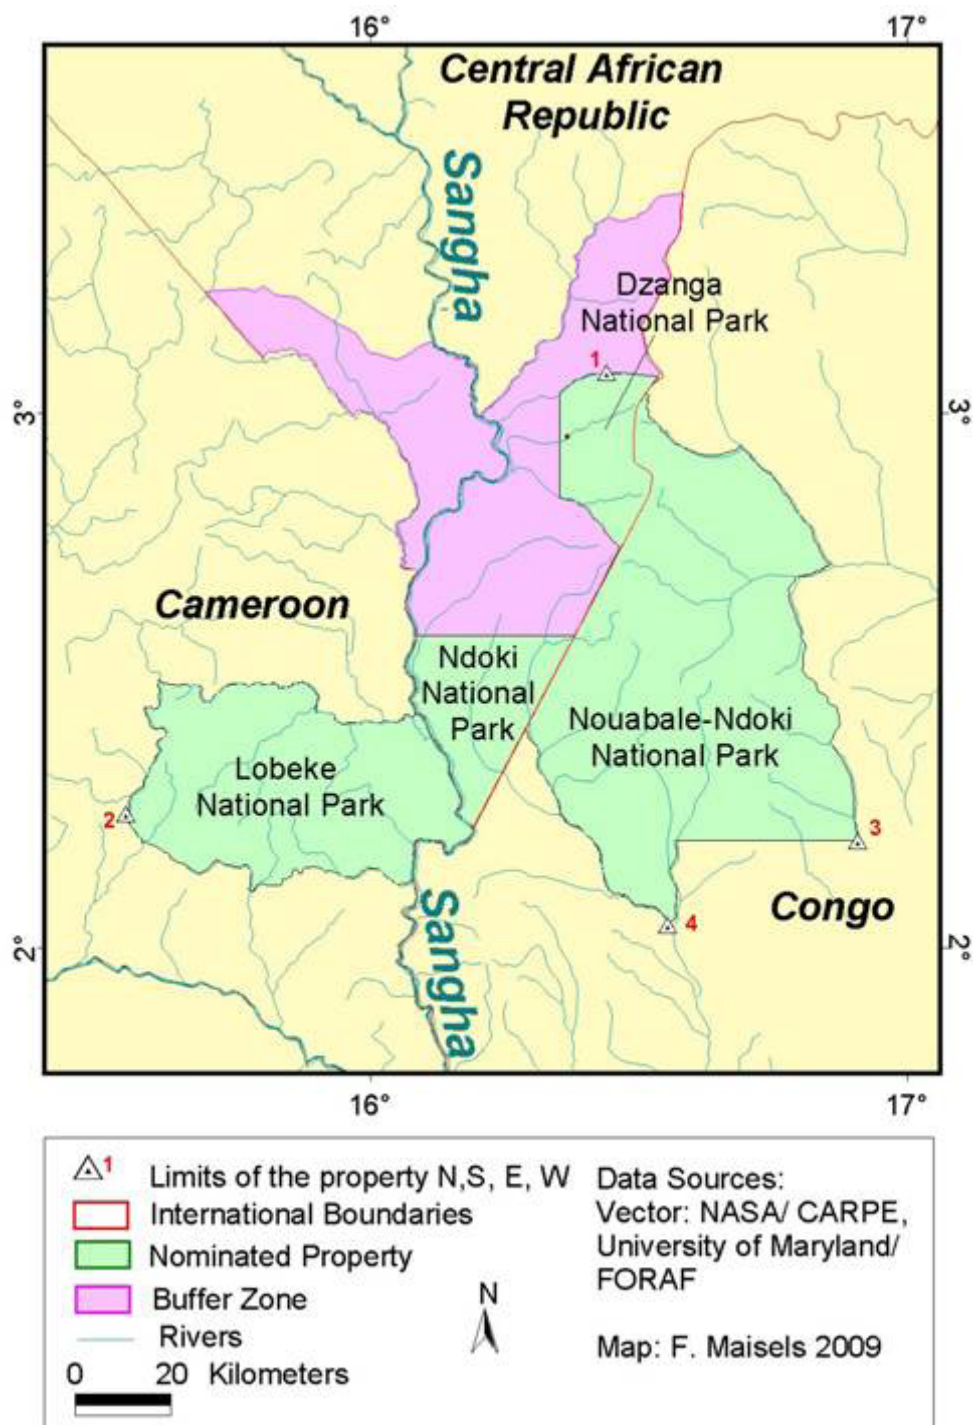 16°
17°
Central African
Republic
Sangha
Dzanga
National Park
1
3°
3°
Cameroon
Ndoki
National
Park
Nouabale-Ndoki
National Park
Lobeke
National Park
2
3
Congo
4
2°
2°
Sangha
16°
17°
1
Limits of the property N,S, E, W
International Boundaries
Nominated Property
Buffer Zone
Rivers
0 20 Kilometers
N
Data Sources:
Vector: NASA/ CARPE,
University of Maryland/
FORAF
Map: F. Maisels 2009